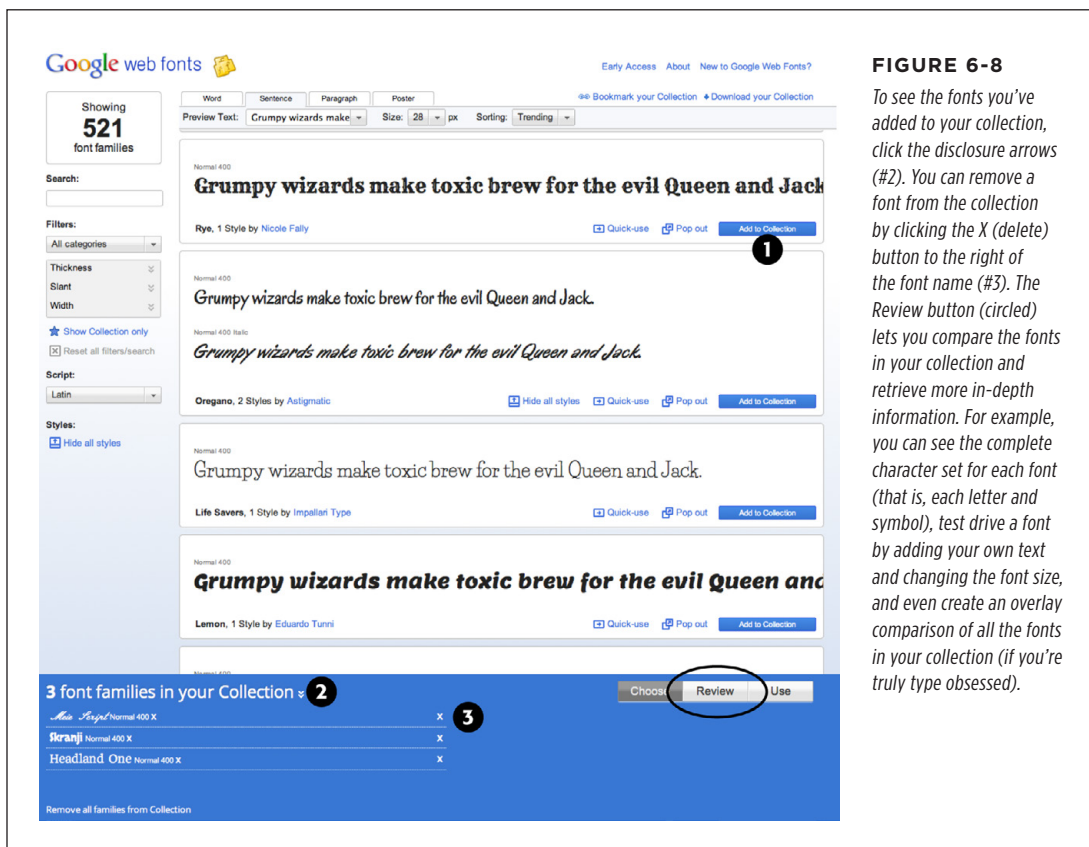 Google web fonts
Early Access About New to Google Web Fonts?
Showing
521
font families
Word Sentence Paragraph Poster
Bookmark your Collection Download your Collection
Preview Text: Grumpy wizards make Size: 28 px Sorting: Trending
Search:
Filters:
All categories
Thickness
Slant
Width
Show Collection only
Reset all filters/search
Script:
Latin
Styles:
Hide all styles
Normal 400
Grumpy wizards make toxic brew for the evil Queen and Jack
Rye, 1 Style by Nicole Fally Quick-use Pop out Add to Collection
1
Normal 400
Grumpy wizards make toxic brew for the evil Queen and Jack.
Normal 400 Italic
Grumpy wizards make toxic brew for the evil Queen and Jack.
Oregano, 2 Styles by Astigmatic Hide all styles Quick-use Pop out Add to Collection
Normal 400
Grumpy wizards make toxic brew for the evil Queen and Jack.
Life Savers, 1 Style by Impallari Type Quick-use Pop out Add to Collection
Normal 400
Grumpy wizards make toxic brew for the evil Queen and
Lemon, 1 Style by Eduardo Tunni Quick-use Pop out Add to Collection
Normal 400
3 font families in your Collection 2
Choose Review Use
Script Normal 400 X X 3
Skranji Normal 400 X X
Headland One Normal 400 X X
Remove all families from Collection
FIGURE 6-8
To see the fonts you've
added to your collection,
click the disclosure arrows
(#2). You can remove a
font from the collection
by clicking the X (delete)
button to the right of
the font name (#3). The
Review button (circled)
lets you compare the fonts
in your collection and
retrieve more in-depth
information. For example,
you can see the complete
character set for each font
(that is, each letter and
symbol), test drive a font
by adding your own text
and changing the font size,
and even create an overlay
comparison of all the fonts
in your collection (if you're
truly type obsessed).